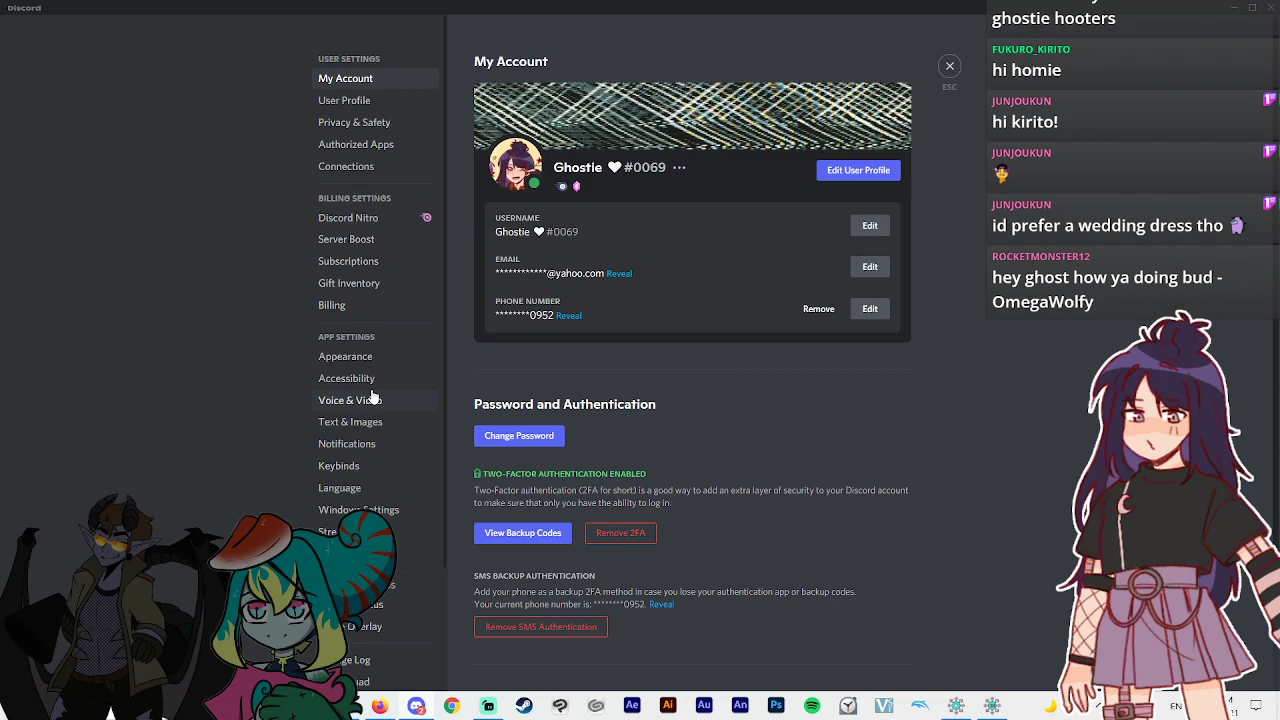 Discord
USER SETTINGS
My Account
User Profile
Privacy & Safety
Authorized Apps
Connections
BILLING SETTINGS
Discord Nitro
Server Boost
Subscriptions
Gift Inventory
Billing
APP SETTINGS
Appearance
Accessibility
Voice & Video
Text & Images
Notifications
Keybinds
Language
Windows Settings
My Account
ESC
Ghostie ♥ #0069 •••
Edit User Profile
USERNAME
Ghostie ♥ #0069
Edit
EMAIL
***********@yahoo.com Reveal
Edit
PHONE NUMBER
*******0952 Reveal
Remove
Edit
Password and Authentication
Change Password
TWO-FACTOR AUTHENTICATION ENABLED
Two-Factor authentication (2FA for short) is a good way to add an extra layer of security to your Discord account
to make sure that only you have the ability to log in.
View Backup Codes
Remove 2FA
SMS BACKUP AUTHENTICATION
Add your phone as a backup 2FA method in case you lose your authentication app or backup codes.
Your current phone number is: *******0952. Reveal
Remove SMS Authentication
ghostie hooters
FUKURO_KIRITO
hi homie
JUNJOUKUN
hi kirito!
JUNJOUKUN
JUNJOUKUN
id prefer a wedding dress tho
ROCKETMONSTER12
hey ghost how ya doing bud -
OmegaWolfy
Ae
Ai
Au
An
Ps
EN